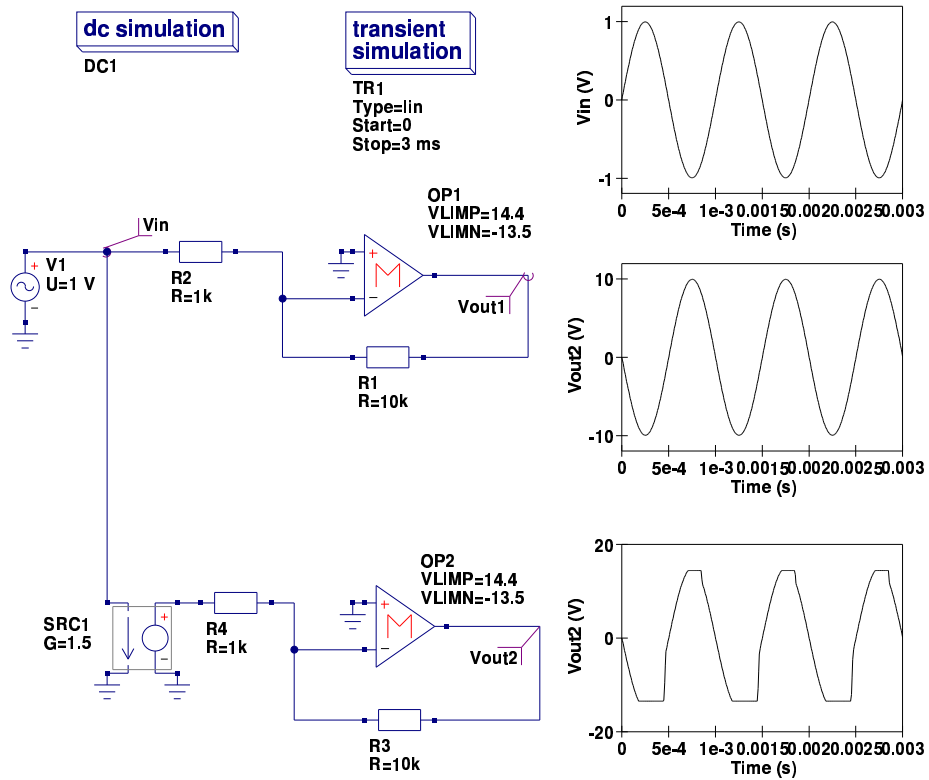 dc simulation
DC1
transient
simulation
TR1
Type=lin
Start=0
Stop=3 ms
V1
U=1 V
Vin
R2
R=1k
OP1
VLIMP=14.4
VLIMN=-13.5
+
−
Vout1
R1
R=10k
SRC1
G=1.5
R4
R=1k
OP2
VLIMP=14.4
VLIMN=-13.5
+
−
Vout2
R3
R=10k
Vin (V)
1
0
-1
0 5e-4 1e-3 0.0015 0.002 0.0025 0.003
Time (s)
Vout2 (V)
10
0
-10
0 5e-4 1e-3 0.0015 0.002 0.0025 0.003
Time (s)
Vout2 (V)
20
0
-20
0 5e-4 1e-3 0.0015 0.002 0.0025 0.003
Time (s)